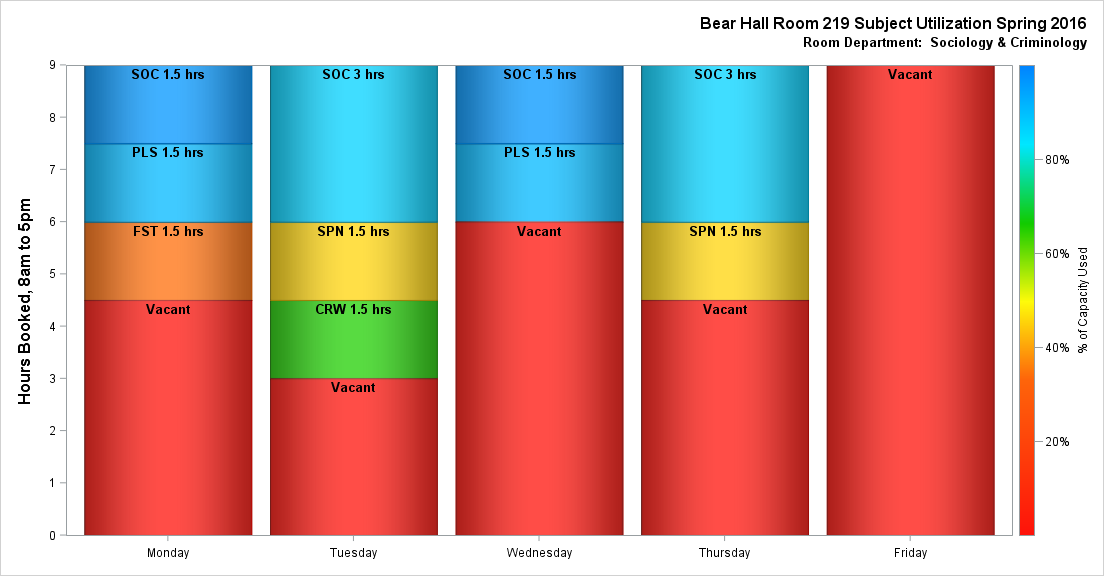 Bear Hall Room 219 Subject Utilization Spring 2016
Room Department:  Sociology & Criminology
Hours Booked, 8am to 5pm
9
8
7
6
5
4
3
2
1
0
SOC 1.5 hrs
PLS 1.5 hrs
FST 1.5 hrs
Vacant
SOC 3 hrs
SPN 1.5 hrs
CRW 1.5 hrs
Vacant
SOC 1.5 hrs
PLS 1.5 hrs
Vacant
SOC 3 hrs
SPN 1.5 hrs
Vacant
Vacant
Monday
Tuesday
Wednesday
Thursday
Friday
80%
60%
40%
20%
% of Capacity Used